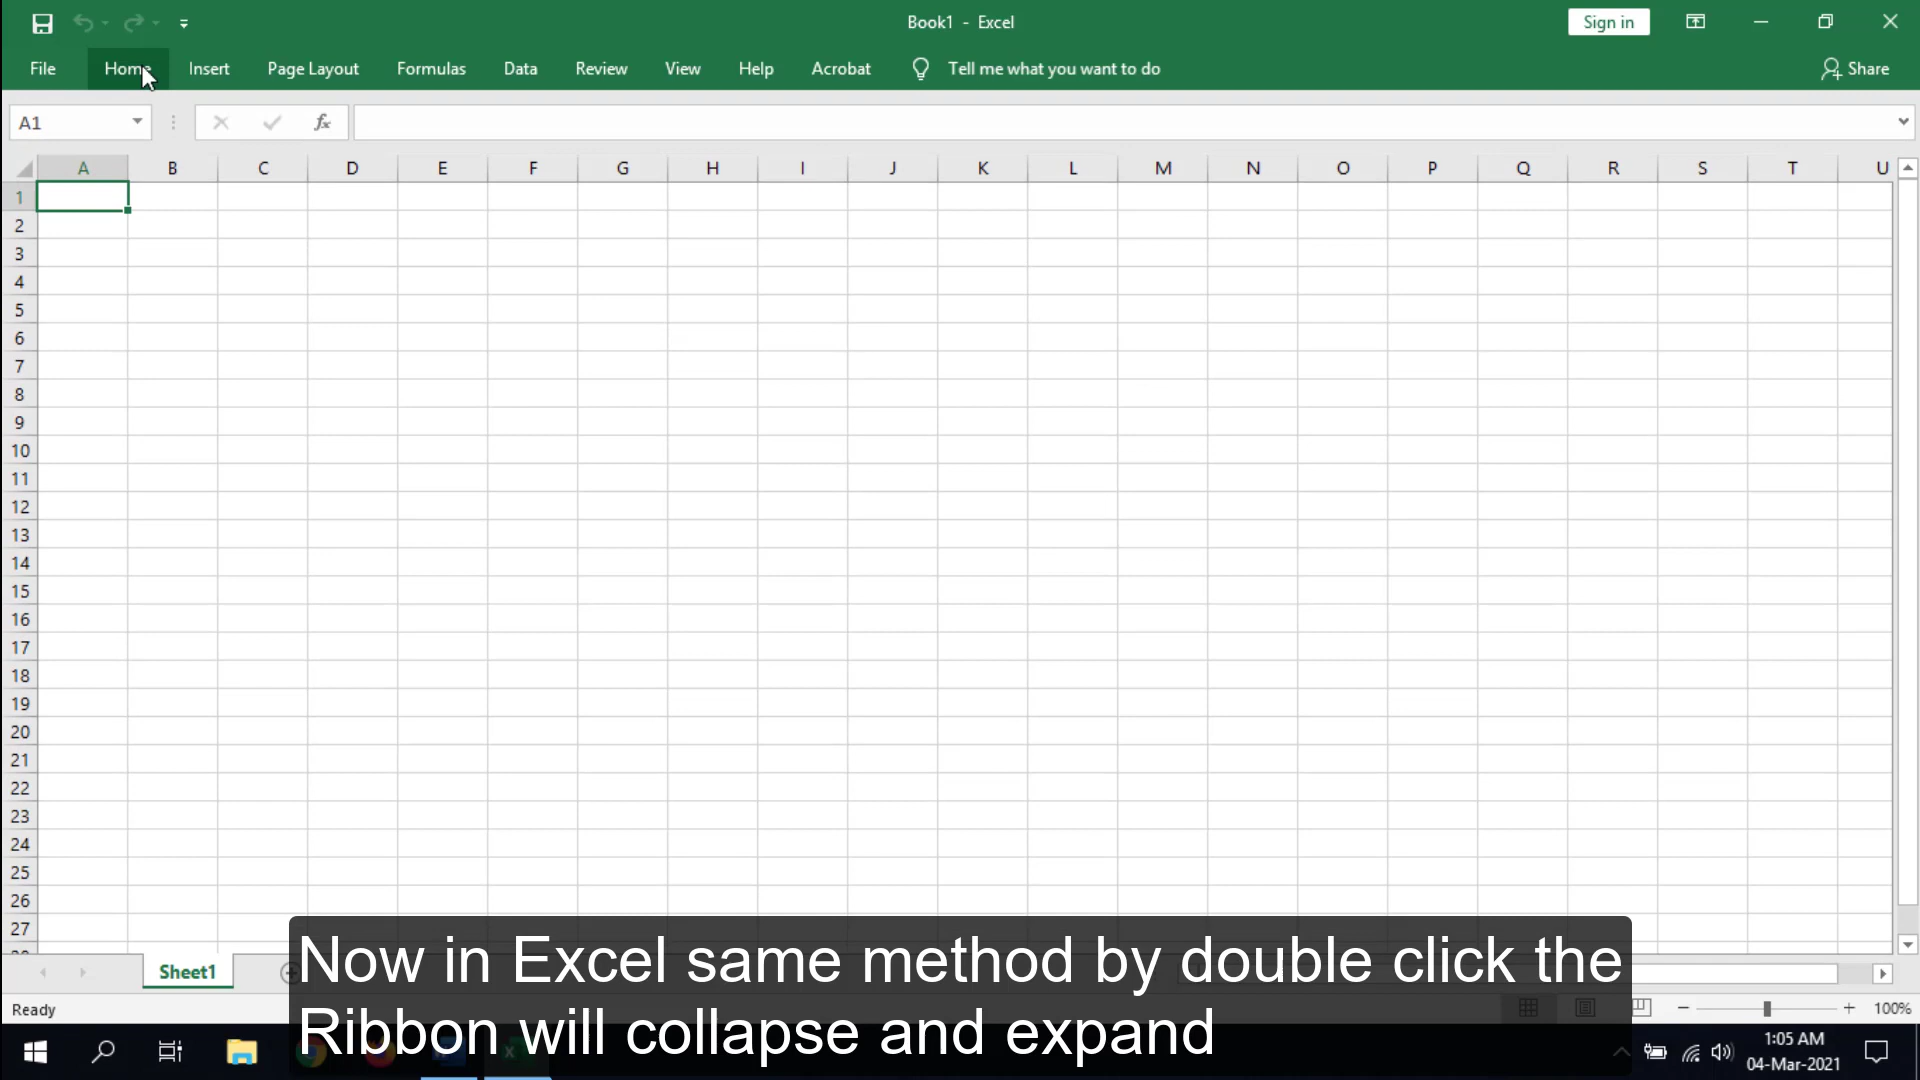 Book1 - Excel
Sign in
File Home Insert Page Layout Formulas Data Review View Help Acrobat Tell me what you want to do Share
A1 fx
A B C D E F G H I J K L M N O P Q R S T U
1
2
3
4
5
6
7
8
9
10
11
12
13
14
15
16
17
18
19
20
21
22
23
24
25
26
27
Sheet1
Now in Excel same method by double click the
Ribbon will collapse and expand
Ready
100%
1:05 AM
04-Mar-2021